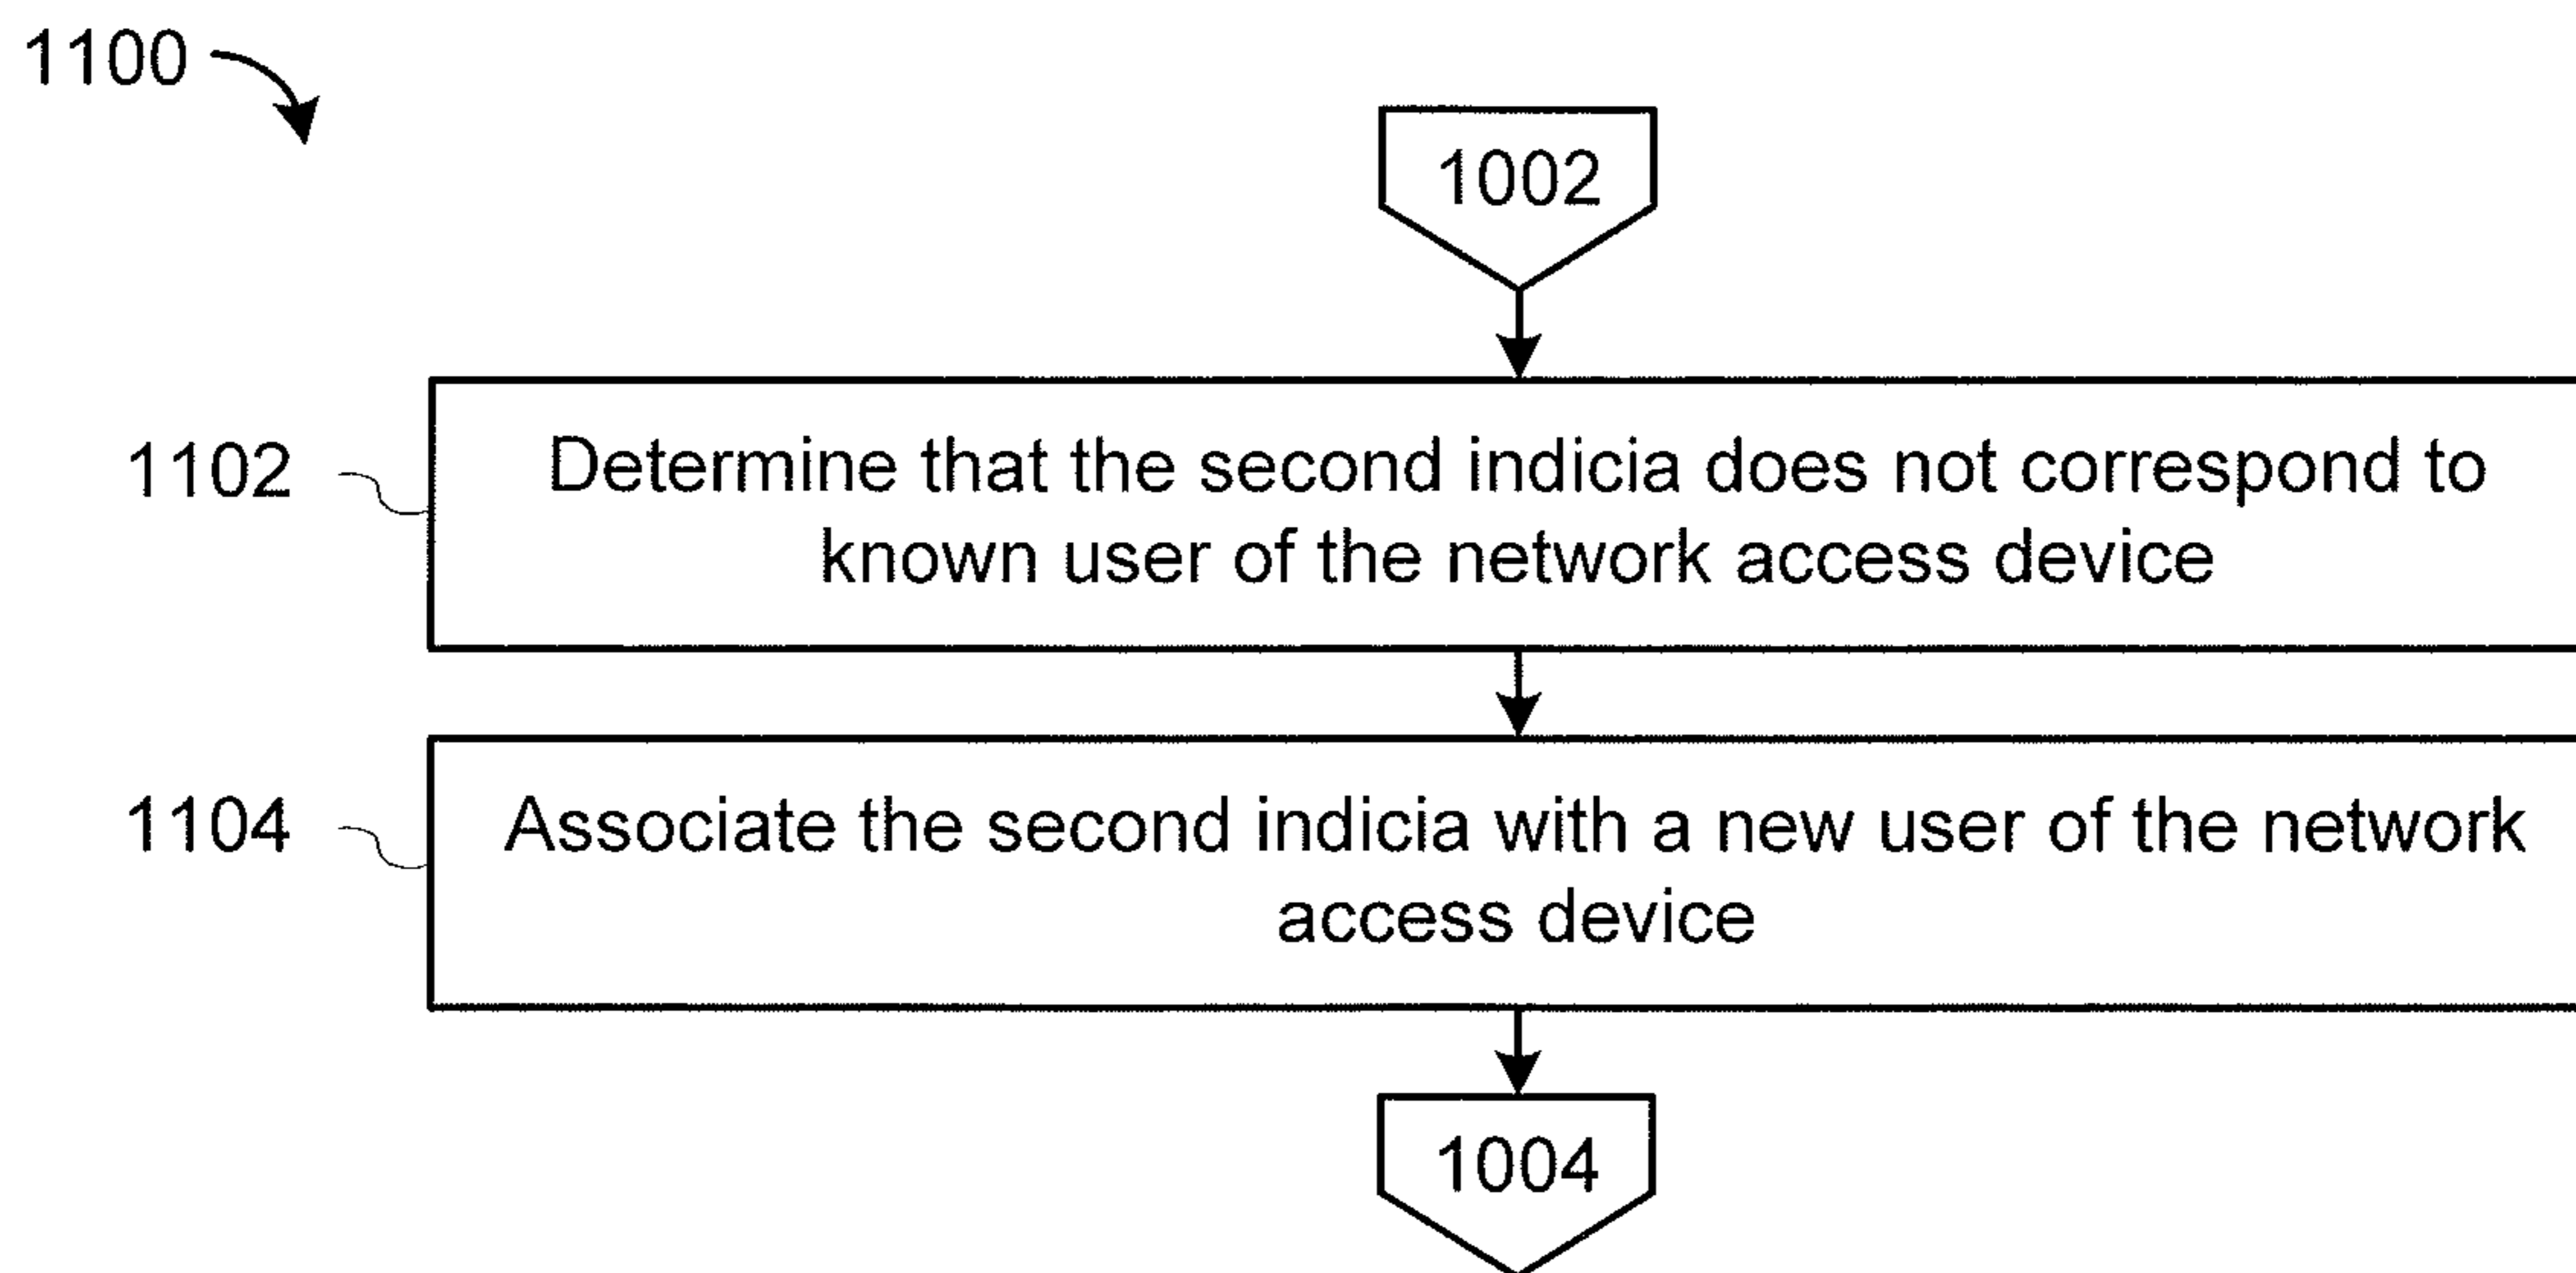 1100
1002
1102
Determine that the second indicia does not correspond to
known user of the network access device
1104
Associate the second indicia with a new user of the network
access device
1004